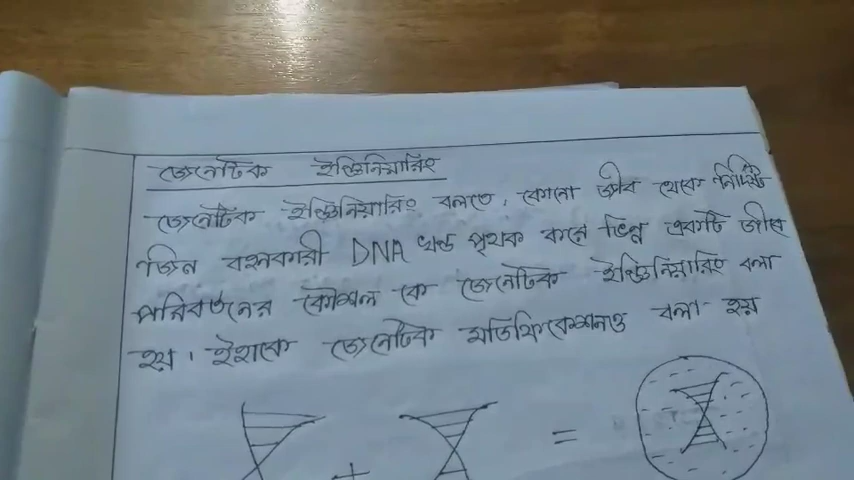 জেনেটিক ইঞ্জিনিয়ারিং
জেনেটিক ইঞ্জিনিয়ারিং বলতে, কোনো জীব থেকে নির্দিষ্ট
জিন বহনকারী DNA খন্ড পৃথক করে ভিন্ন একটি জীবে
পরিবর্তনের কৌশল কে জেনেটিক ইঞ্জিনিয়ারিং বলা
হয়। ইহাকে জেনেটিক মডিফিকেশনও বলা হয়
+ =